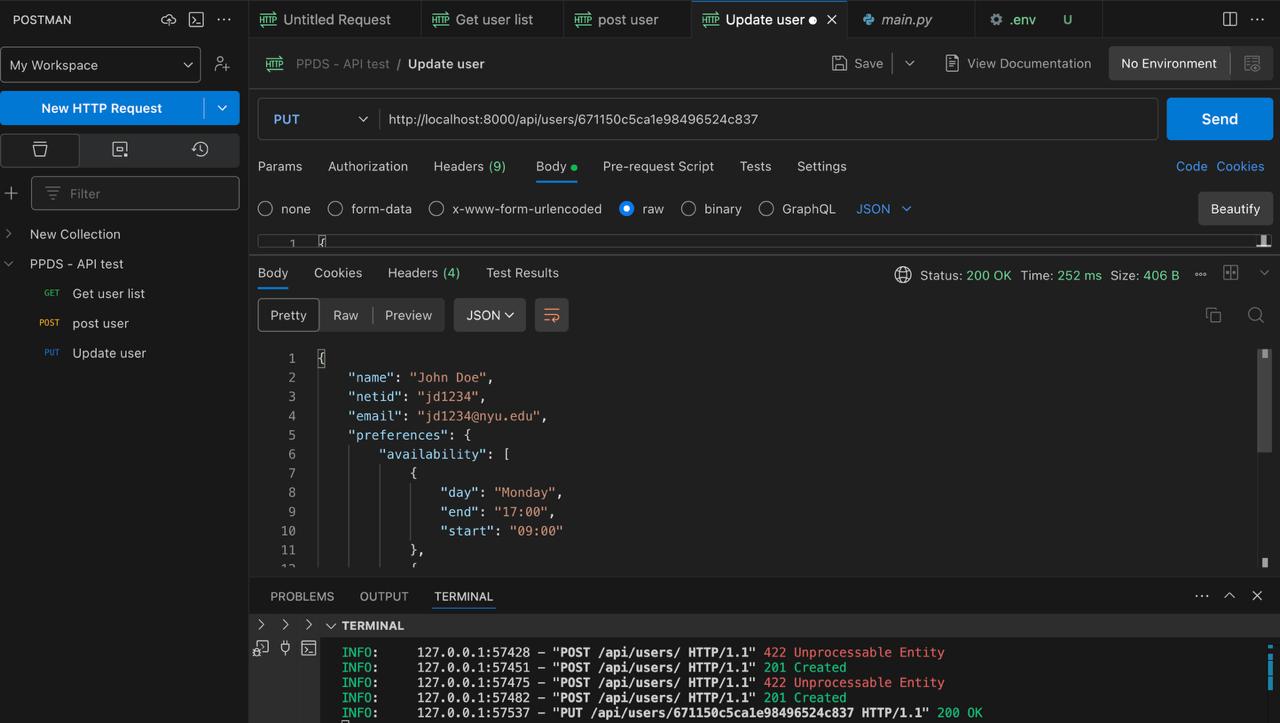 POSTMAN
HTTP Untitled Request
HTTP Get user list
HTTP post user
HTTP Update user
main.py
.env U
My Workspace
HTTP PPDS - API test / Update user
Save
View Documentation
No Environment
New HTTP Request
PUT
http://localhost:8000/api/users/671150c5ca1e98496524c837
Send
Params Authorization Headers (9) Body Pre-request Script Tests Settings
Code Cookies
Filter
none form-data x-www-form-urlencoded raw binary GraphQL JSON
Beautify
New Collection
1 {
PPDS - API test
GET Get user list
POST post user
PUT Update user
Body Cookies Headers (4) Test Results
Status: 200 OK Time: 252 ms Size: 406 B
Pretty Raw Preview JSON
1 {
2 "name": "John Doe",
3 "netid": "jd1234",
4 "email": "jd1234@nyu.edu",
5 "preferences": {
6 "availability": [
7 {
8 "day": "Monday",
9 "end": "17:00",
10 "start": "09:00"
11 },
12 {
PROBLEMS OUTPUT TERMINAL
TERMINAL
INFO: 127.0.0.1:57428 – "POST /api/users/ HTTP/1.1" 422 Unprocessable Entity
INFO: 127.0.0.1:57451 – "POST /api/users/ HTTP/1.1" 201 Created
INFO: 127.0.0.1:57475 – "POST /api/users/ HTTP/1.1" 422 Unprocessable Entity
INFO: 127.0.0.1:57482 – "POST /api/users/ HTTP/1.1" 201 Created
INFO: 127.0.0.1:57537 – "PUT /api/users/671150c5ca1e98496524c837 HTTP/1.1" 200 OK